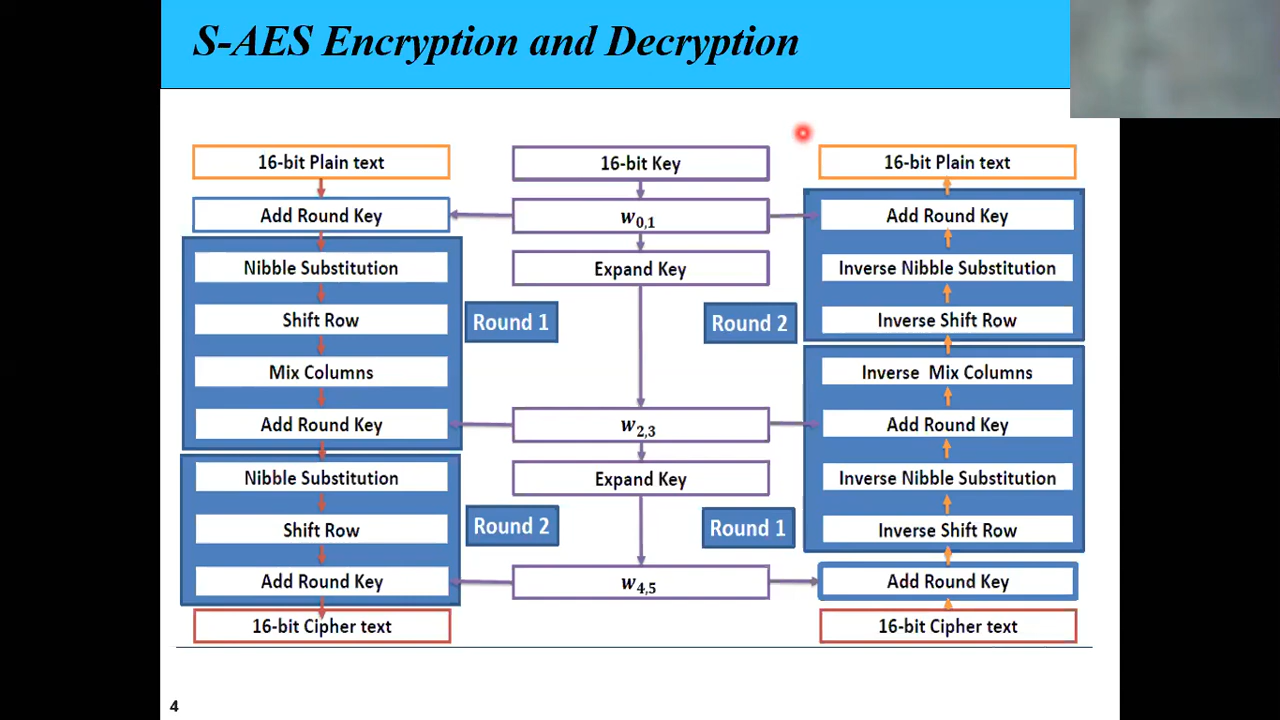 S-AES Encryption and Decryption
16-bit Plain text
Add Round Key
Nibble Substitution
Shift Row
Mix Columns
Add Round Key
Nibble Substitution
Shift Row
Add Round Key
16-bit Cipher text
Round 1
Round 2
16-bit Key
w0,1
Expand Key
w2,3
Expand Key
w4,5
Round 2
Round 1
16-bit Plain text
Add Round Key
Inverse Nibble Substitution
Inverse Shift Row
Inverse Mix Columns
Add Round Key
Inverse Nibble Substitution
Inverse Shift Row
Add Round Key
16-bit Cipher text
4